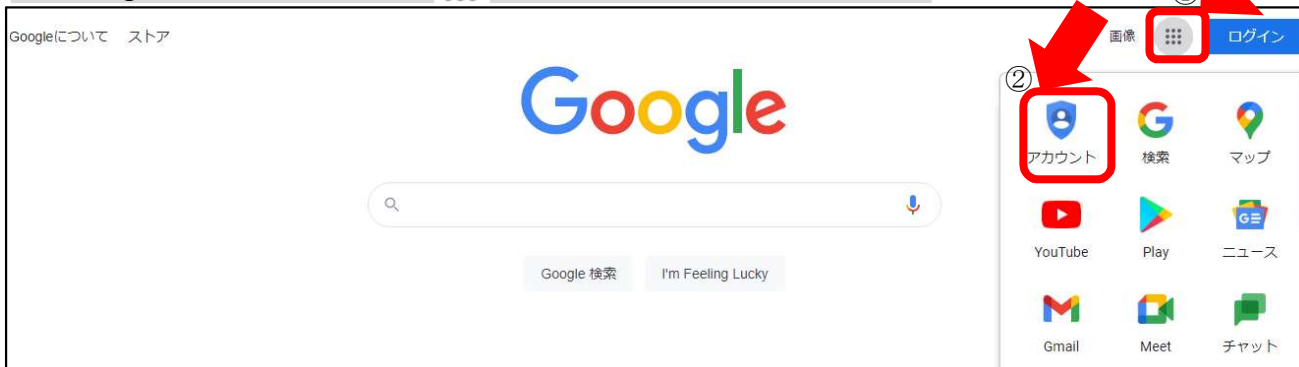 Googleについて ストア 画像 ログイン
②
Google
アカウント 検索 マップ
YouTube Play ニュース
Google 検索 I'm Feeling Lucky
Gmail Meet チャット